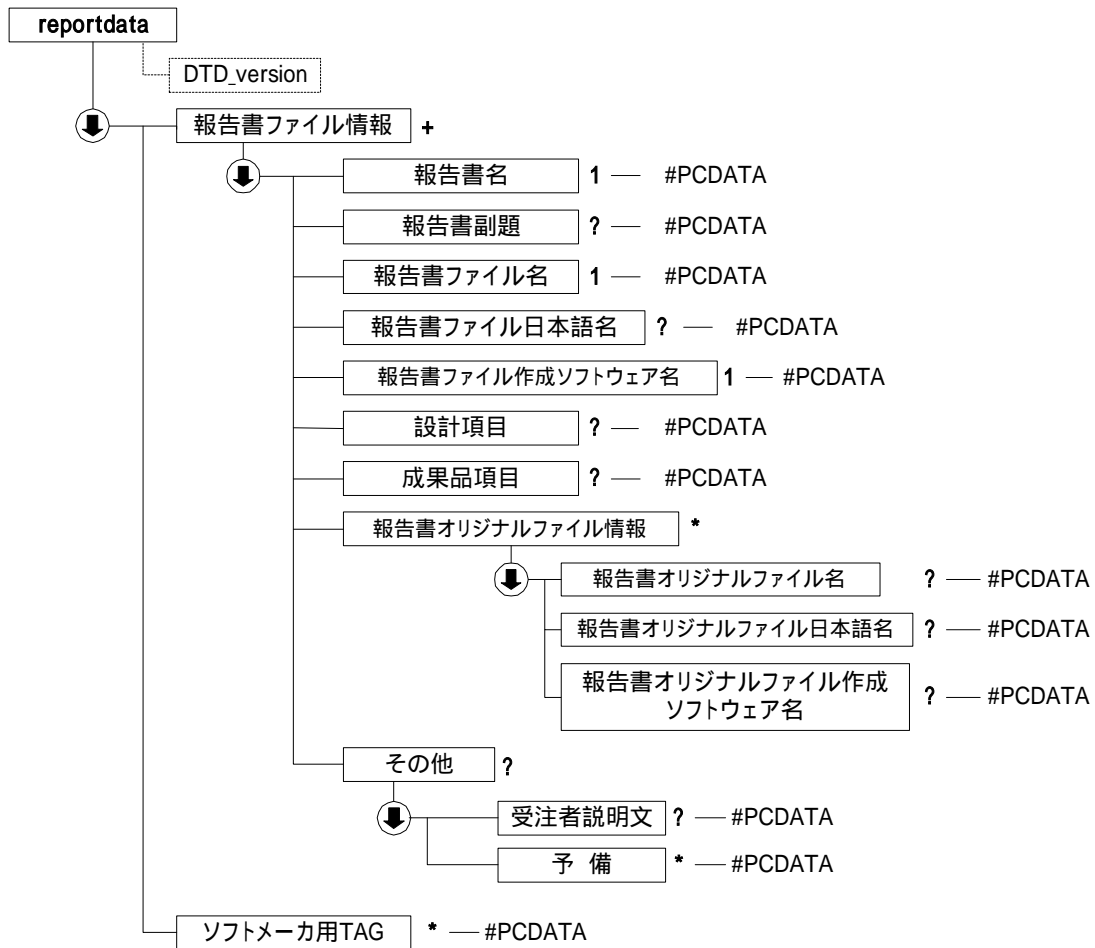 reportdata
DTD_version
報告書ファイル情報 +
報告書名 1 — #PCDATA
報告書副題 ? — #PCDATA
報告書ファイル名 1 — #PCDATA
報告書ファイル日本語名 ? — #PCDATA
報告書ファイル作成ソフトウェア名 1 — #PCDATA
設計項目 ? — #PCDATA
成果品項目 ? — #PCDATA
報告書オリジナルファイル情報 *
報告書オリジナルファイル名 ? — #PCDATA
報告書オリジナルファイル日本語名 ? — #PCDATA
報告書オリジナルファイル作成
ソフトウェア名 ? — #PCDATA
その他 ?
受注者説明文 ? — #PCDATA
予 備 * — #PCDATA
ソフトメーカ用TAG * — #PCDATA